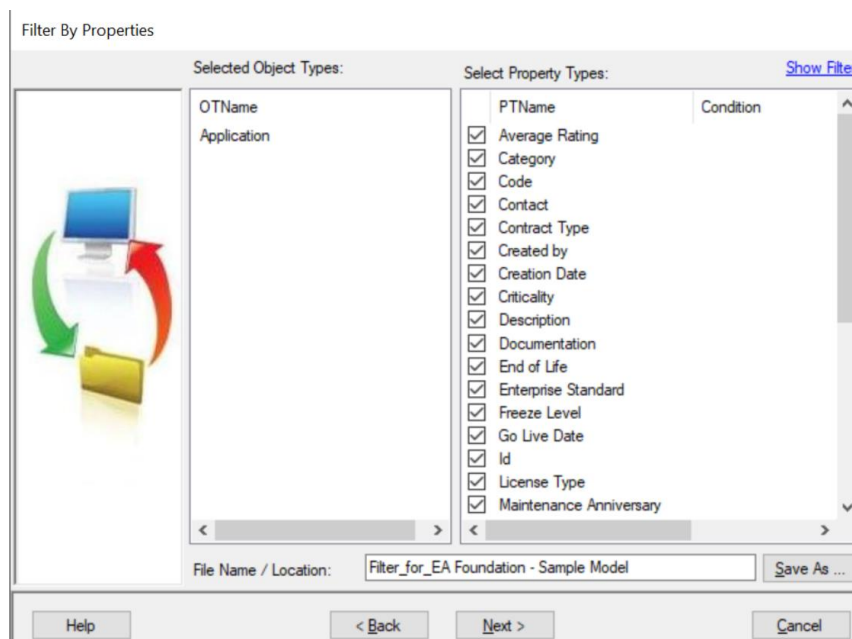 Filter By Properties
Selected Object Types:
Select Property Types:
Show Filte
OTName
Application
PTName Condition
Average Rating
Category
Code
Contact
Contract Type
Created by
Creation Date
Criticality
Description
Documentation
End of Life
Enterprise Standard
Freeze Level
Go Live Date
Id
License Type
Maintenance Anniversary
File Name / Location:
Filter_for_EA Foundation - Sample Model
Save As ...
Help
< Back
Next >
Cancel